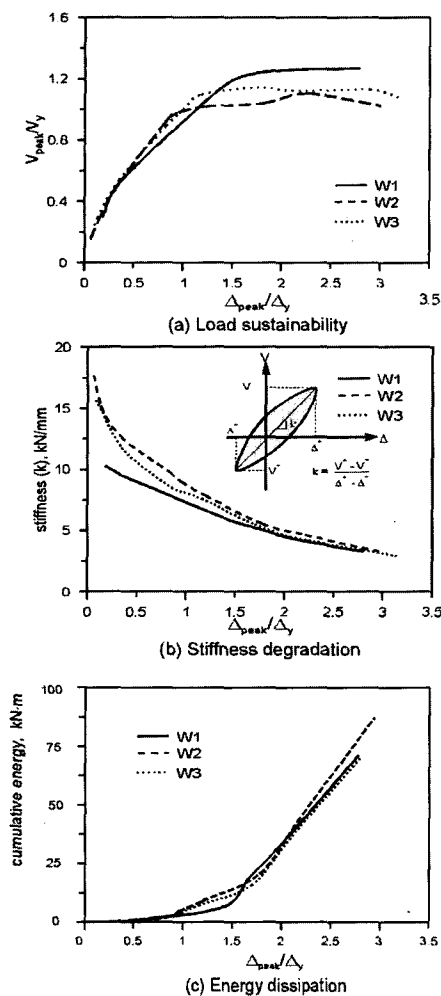 1.6
1.2
0.8
0.4
0
V_peak/V_y
W1
W2
W3
0 0.5 1 1.5 2 2.5 3 3.5
Δ_peak/Δ_y
(a) Load sustainability
20
15
10
5
0
stiffness (k), kN/mm
V
V
Δ⁻
k
Δ⁺
Δ
V⁻
k = V⁺ - V⁻ / Δ⁺ - Δ⁻
W1
W2
W3
0 0.5 1 1.5 2 2.5 3 3.5
Δ_peak/Δ_y
(b) Stiffness degradation
100
75
50
25
0
cumulative energy, kN·m
W1
W2
W3
0 0.5 1 1.5 2 2.5 3 3.5
Δ_peak/Δ_y
(c) Energy dissipation